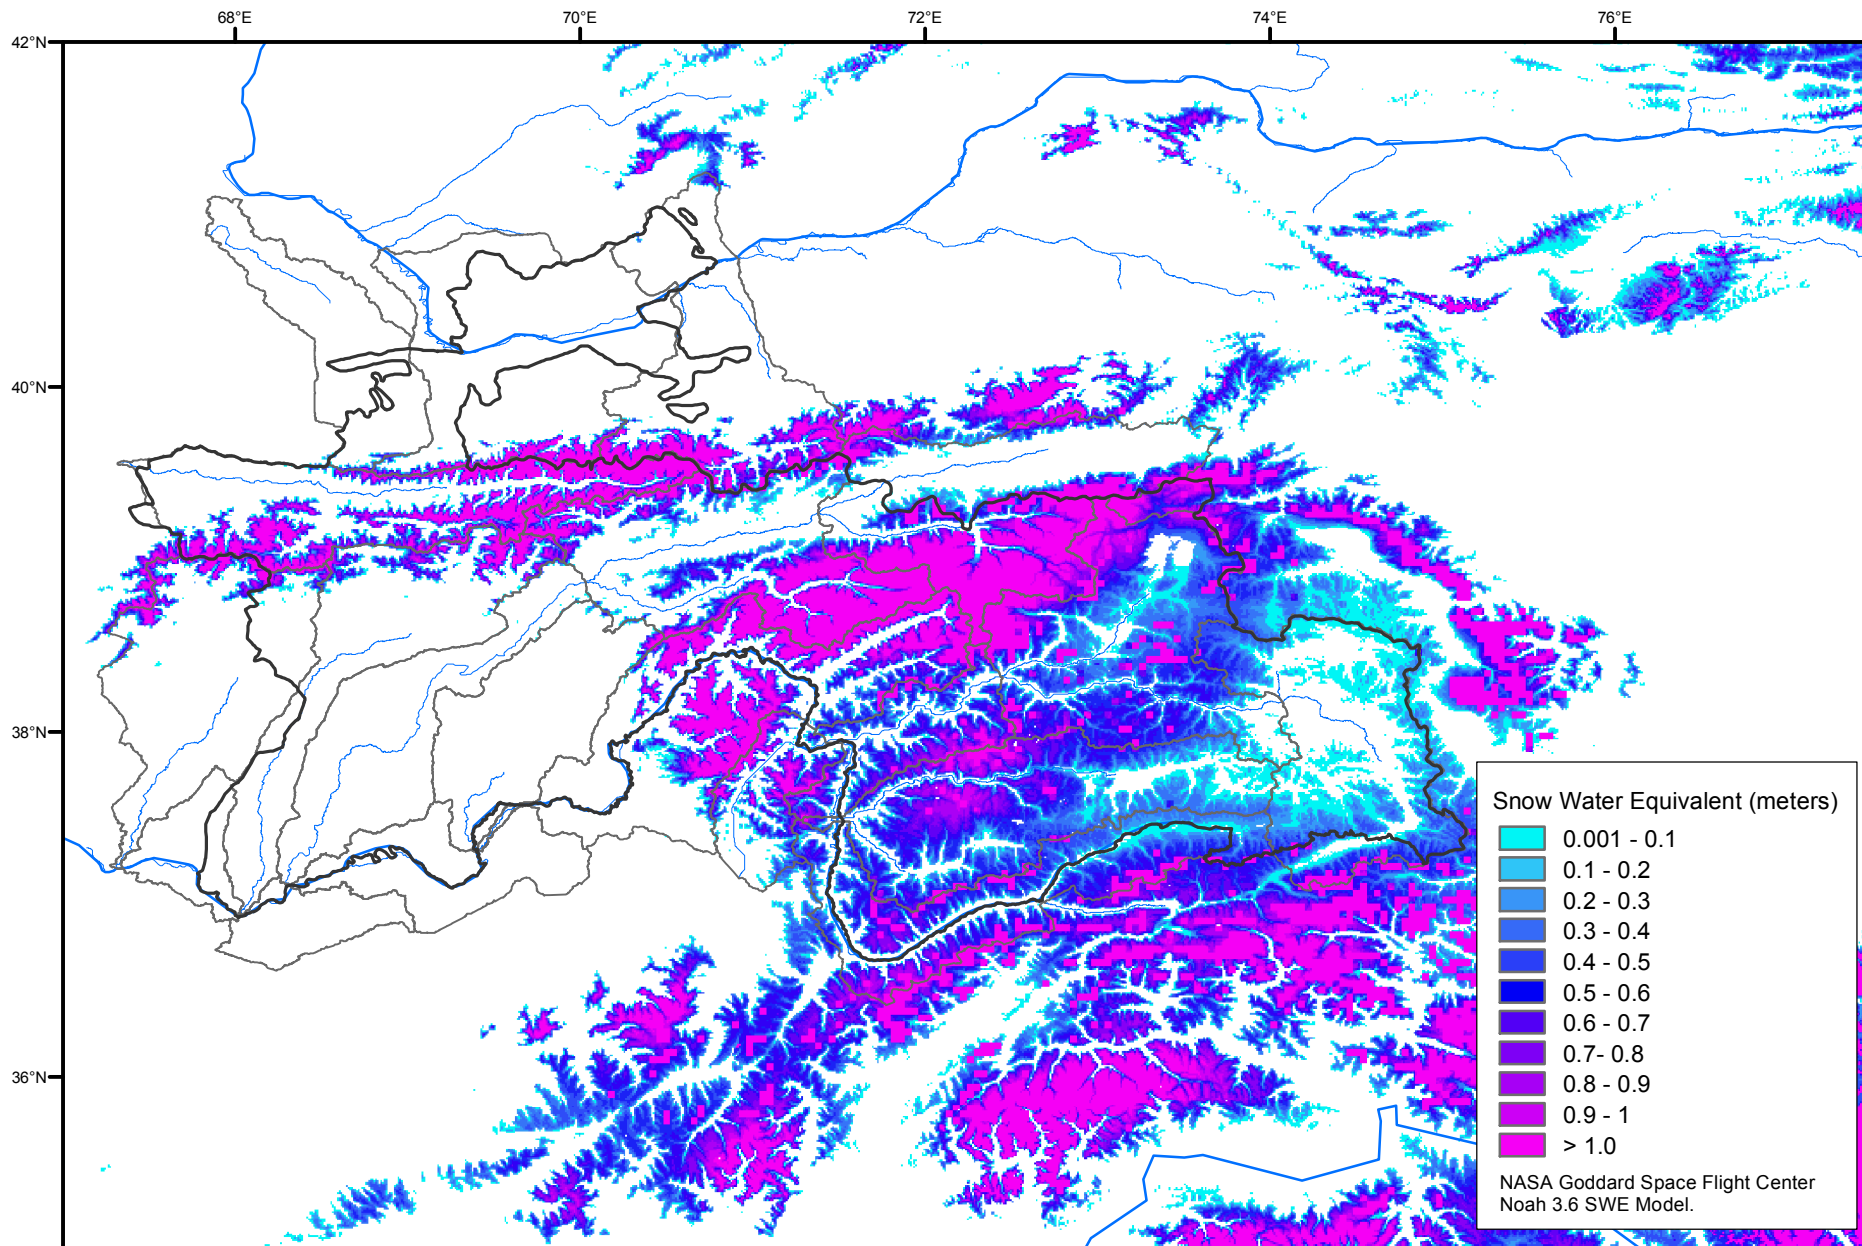 68°E 70°E 72°E 74°E 76°E
42°N
40°N
38°N
36°N
Snow Water Equivalent (meters)
0.001 - 0.1
0.1 - 0.2
0.2 - 0.3
0.3 - 0.4
0.4 - 0.5
0.5 - 0.6
0.6 - 0.7
0.7- 0.8
0.8 - 0.9
0.9 - 1
> 1.0
NASA Goddard Space Flight Center
Noah 3.6 SWE Model.